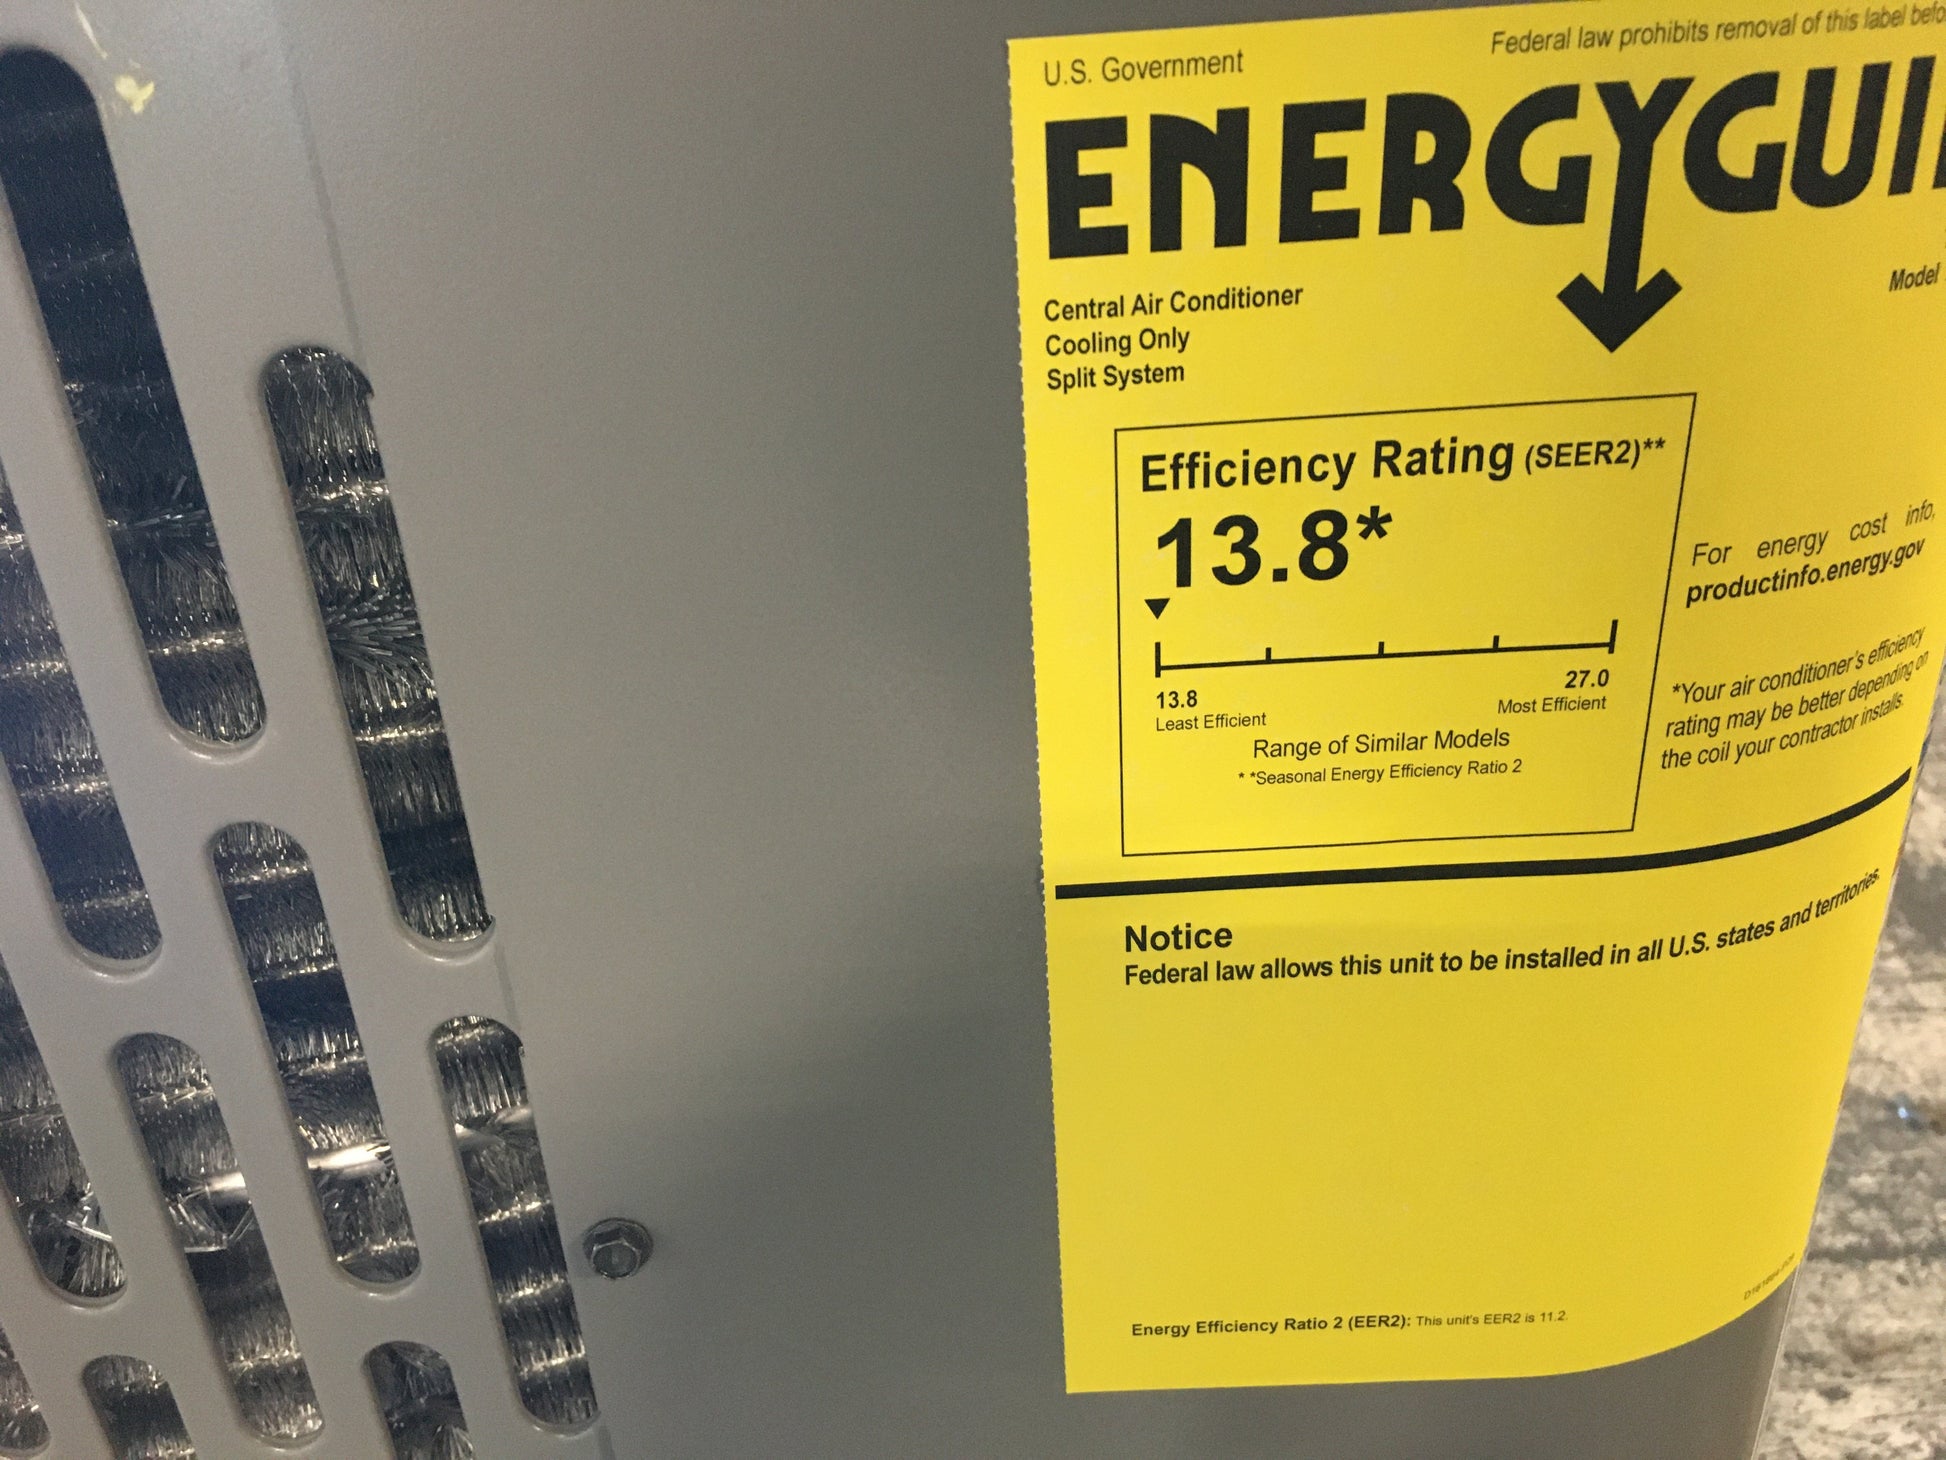 U.S. Government
Federal law prohibits removal of this label befo
ENERGYGUI
Central Air Conditioner
Cooling Only
Split System
Model
Efficiency Rating (SEER2)**
13.8*
13.8
Least Efficient
27.0
Most Efficient
Range of Similar Models
**Seasonal Energy Efficiency Ratio 2
For energy cost info,
productinfo.energy.gov
*Your air conditioner's efficiency
rating may be better depending on
the coil your contractor installs.
Notice
Federal law allows this unit to be installed in all U.S. states and territories.
Energy Efficiency Ratio 2 (EER2): This unit's EER2 is 11.2.